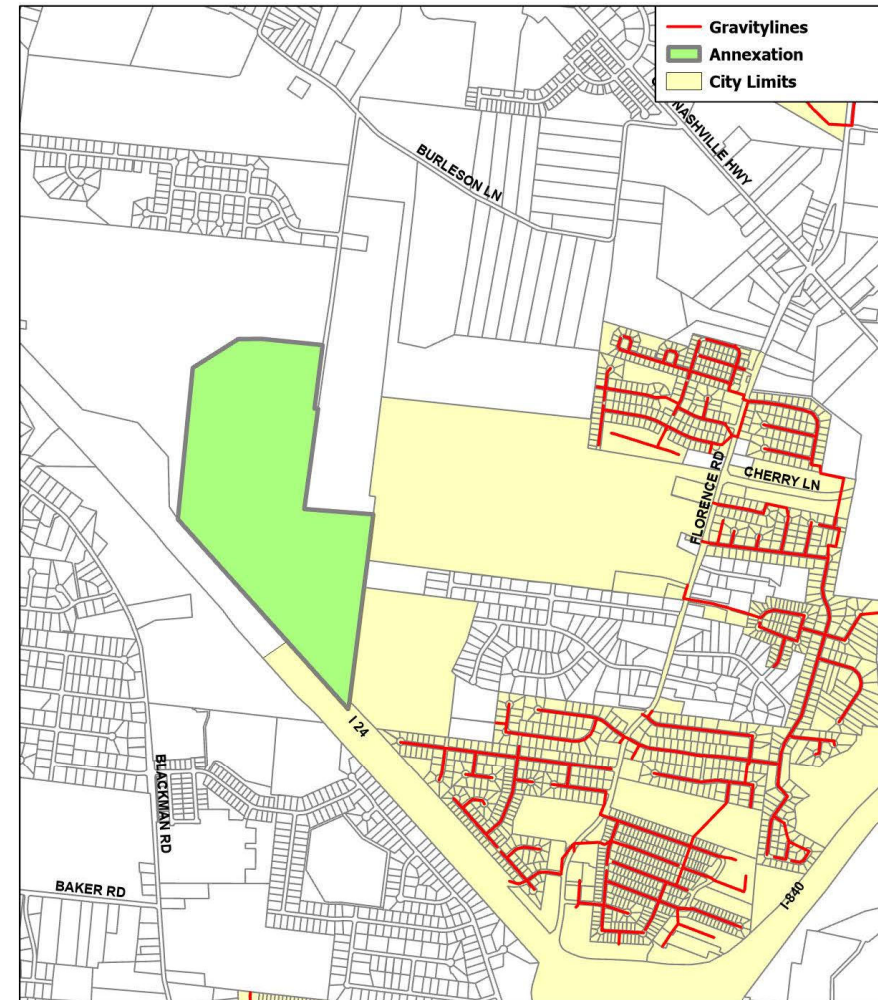 Gravitylines
Annexation
City Limits
NASHVILLE HWY
BURLESON LN
CHERRY LN
FLORENCE RD
I 24
BLACKMAN RD
BAKER RD
I-840